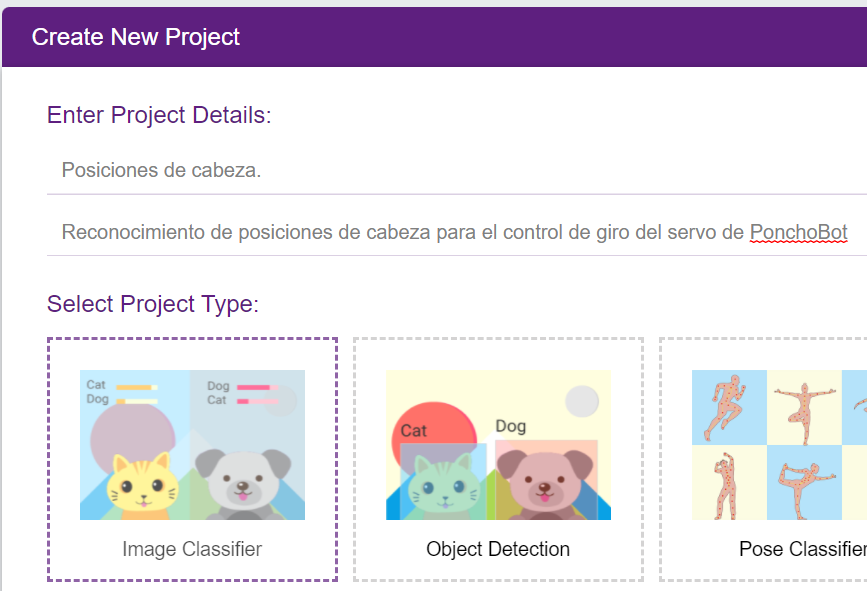 Create New Project
Enter Project Details:
Posiciones de cabeza.
Reconocimiento de posiciones de cabeza para el control de giro del servo de PonchoBot
Select Project Type:
Cat
Dog
Dog
Cat
Cat
Dog
Image Classifier
Object Detection
Pose Classifier